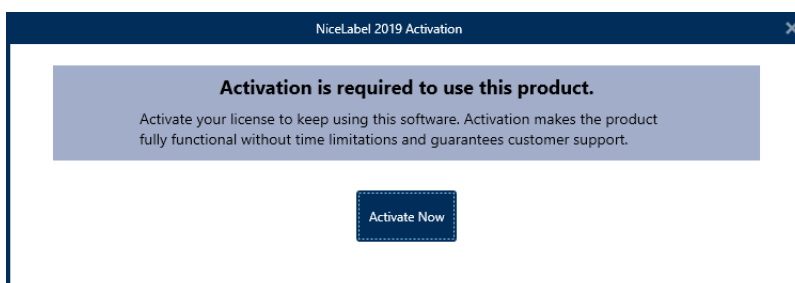 NiceLabel 2019 Activation
Activation is required to use this product.
Activate your license to keep using this software. Activation makes the product
fully functional without time limitations and guarantees customer support.
Activate Now